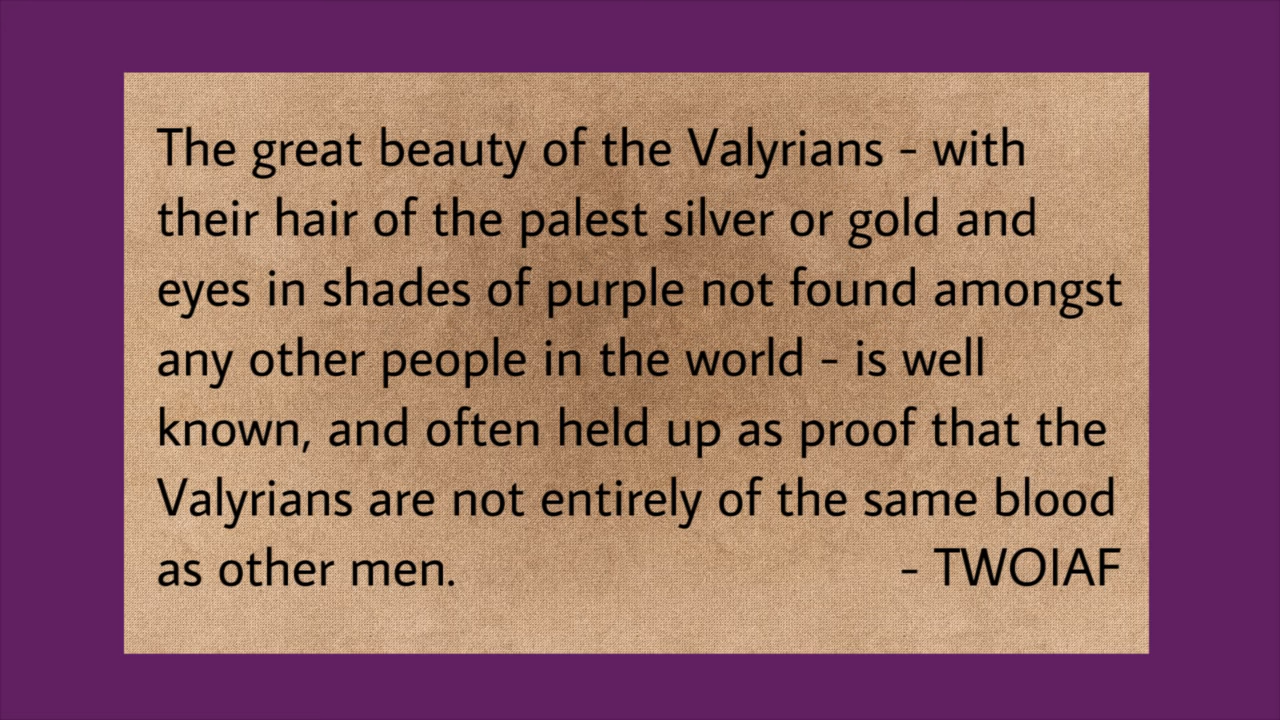 The great beauty of the Valyrians - with
their hair of the palest silver or gold and
eyes in shades of purple not found amongst
any other people in the world - is well
known, and often held up as proof that the
Valyrians are not entirely of the same blood
as other men. - TWOIAF